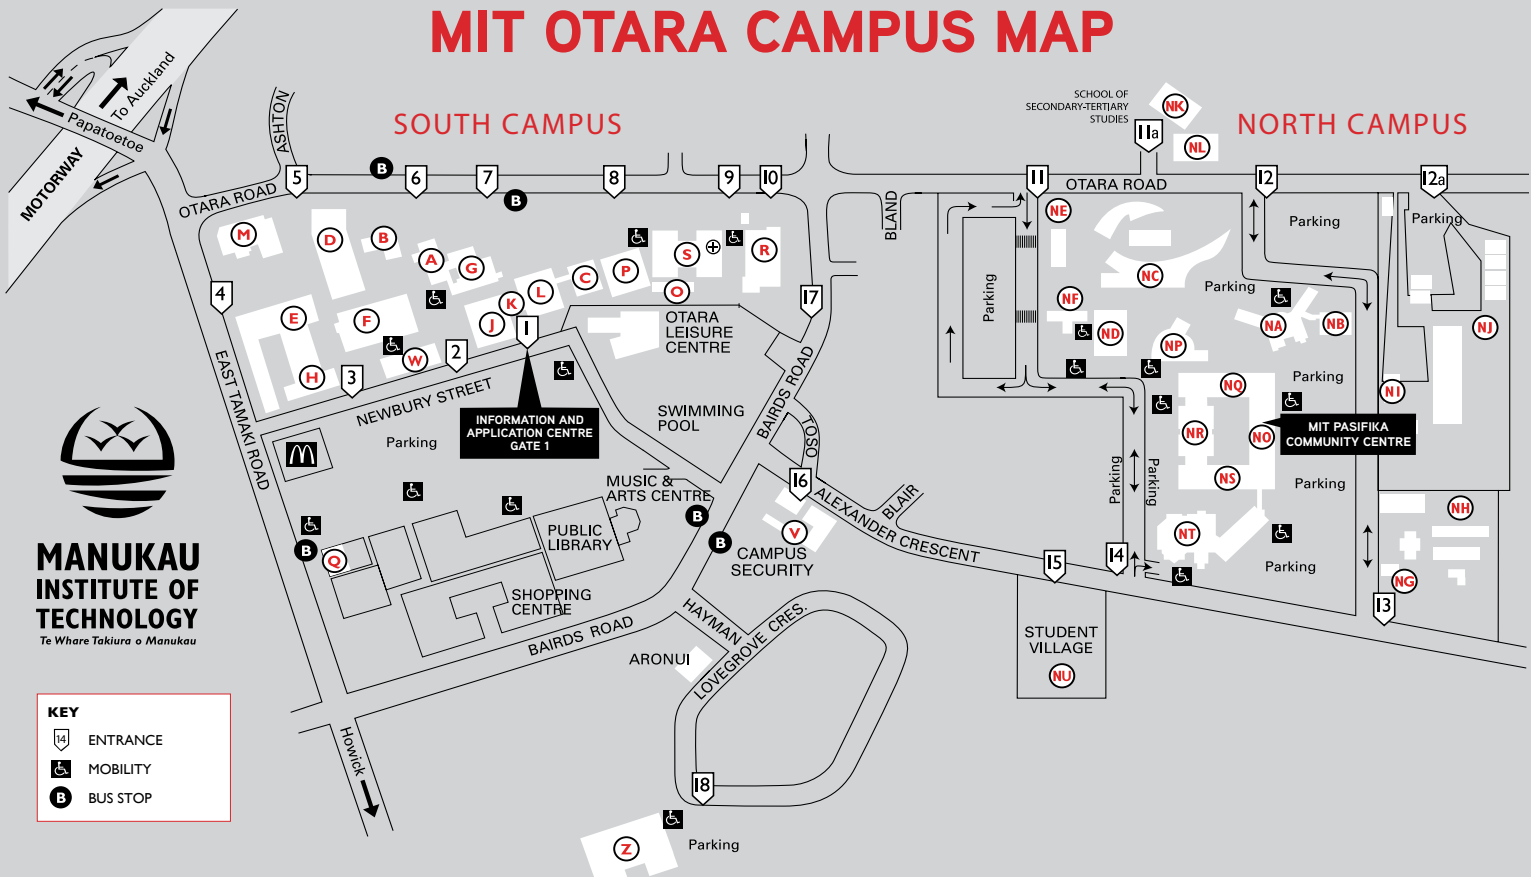 MIT OTARA CAMPUS MAP
To Auckland
Papatoetoe
MOTORWAY
ASHTON
SOUTH CAMPUS
SCHOOL OF
SECONDARY-TERTJARY
STUDIES
NK
11a
NL
NORTH CAMPUS
OTARA ROAD
5
B
6
7
B
8
9
10
11
OTARA ROAD
12
12a
BLAND
M
D
B
A
G
L
K
J
C
P
S
O
R
E
F
W
H
4
3
2
1
17
OTARA
LEISURE
CENTRE
NE
NC
NF
ND
NP
NA
NB
NJ
NI
Parking
Parking
Parking
Parking
Parking
EAST TAMAKI ROAD
NEWBURY STREET
INFORMATION AND
APPLICATION CENTRE
GATE 1
SWIMMING
POOL
BAIRDS ROAD
TOSO
NQ
NR
NO
NS
NT
MIT PASIFIKA
COMMUNITY CENTRE
Parking
Parking
Parking
Parking
Parking
MUSIC &
ARTS CENTRE
B
B
16
ALEXANDER CRESCENT
BLAIR
V
CAMPUS
SECURITY
PUBLIC
LIBRARY
B
Q
SHOPPING
CENTRE
BAIRDS ROAD
HAYMAN
LOVEGROVE CRES.
ARONUI
15
14
13
NH
NG
STUDENT
VILLAGE
NU
MANUKAU
INSTITUTE OF
TECHNOLOGY
Te Whare Takiura o Manukau
KEY
14 ENTRANCE
MOBILITY
B BUS STOP
Howick
18
Z
Parking